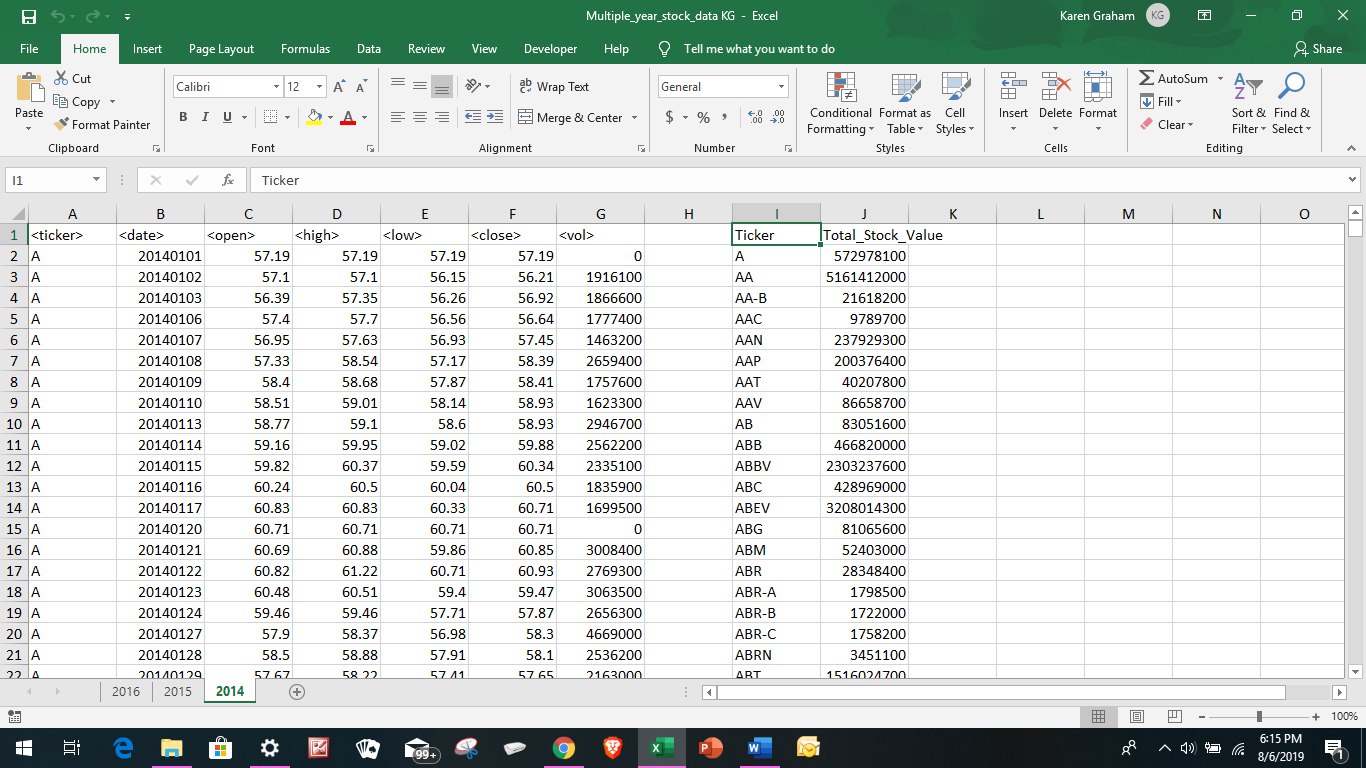 Multiple_year_stock_data KG - Excel
Karen Graham KG
File Home Insert Page Layout Formulas Data Review View Developer Help Tell me what you want to do Share
Cut
Copy
Format Painter
Paste
Clipboard
Calibri 12
B I U
Font
Wrap Text
Merge & Center
Alignment
General
$ % ,
Number
Conditional Formatting
Format as Table
Cell Styles
Styles
Insert Delete Format
Cells
AutoSum
Fill
Clear
Sort & Filter
Find & Select
Editing
I1 fx Ticker
A B C D E F G H I J K L M N O
1 <ticker> <date> <open> <high> <low> <close> <vol> Ticker Total_Stock_Value
2 A 20140101 57.19 57.19 57.19 57.19 0 A 572978100
3 A 20140102 57.1 57.1 56.15 56.21 1916100 AA 5161412000
4 A 20140103 56.39 57.35 56.26 56.92 1866600 AA-B 21618200
5 A 20140106 57.4 57.7 56.56 56.64 1777400 AAC 9789700
6 A 20140107 56.95 57.63 56.93 57.45 1463200 AAN 237929300
7 A 20140108 57.33 58.54 57.17 58.39 2659400 AAP 200376400
8 A 20140109 58.4 58.68 57.87 58.41 1757600 AAT 40207800
9 A 20140110 58.51 59.01 58.14 58.93 1623300 AAV 86658700
10 A 20140113 58.77 59.1 58.6 58.93 2946700 AB 83051600
11 A 20140114 59.16 59.95 59.02 59.88 2562200 ABB 466820000
12 A 20140115 59.82 60.37 59.59 60.34 2335100 ABBV 2303237600
13 A 20140116 60.24 60.5 60.04 60.5 1835900 ABC 428969000
14 A 20140117 60.83 60.83 60.33 60.71 1699500 ABEV 3208014300
15 A 20140120 60.71 60.71 60.71 60.71 0 ABG 81065600
16 A 20140121 60.69 60.88 59.86 60.85 3008400 ABM 52403000
17 A 20140122 60.82 61.22 60.71 60.93 2769300 ABR 28348400
18 A 20140123 60.48 60.51 59.4 59.47 3063500 ABR-A 1798500
19 A 20140124 59.46 59.46 57.71 57.87 2656300 ABR-B 1722000
20 A 20140127 57.9 58.37 56.98 58.3 4669000 ABR-C 1758200
21 A 20140128 58.5 58.88 57.91 58.1 2536200 ABRN 3451100
22 A 20140129 57.67 58.22 57.41 57.65 2163000 ABT 1516024700
2016 2015 2014
100%
99+
6:15 PM
8/6/2019
1